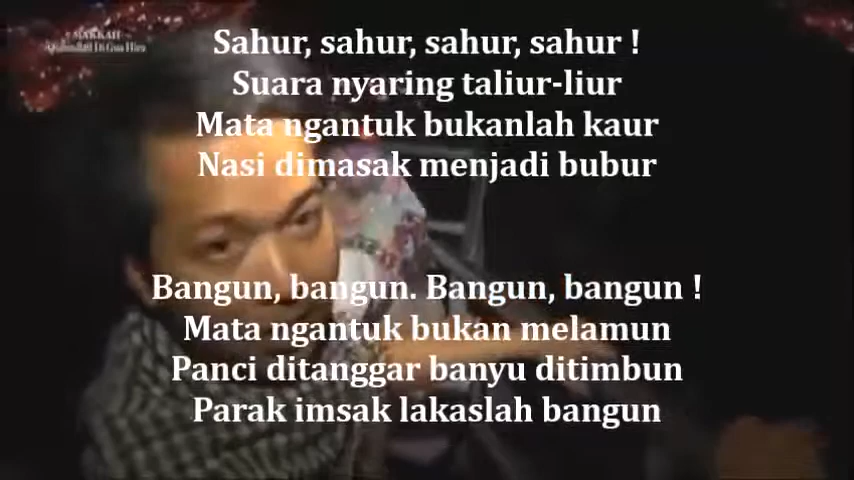 MAKKAH
Sahur, sahur, sahur, sahur !
Suara nyaring taliur-liur
Mata ngantuk bukanlah kaur
Nasi dimasak menjadi bubur
Bangun, bangun. Bangun, bangun !
Mata ngantuk bukan melamun
Panci ditanggar banyu ditimbun
Parak imsak lakaslah bangun